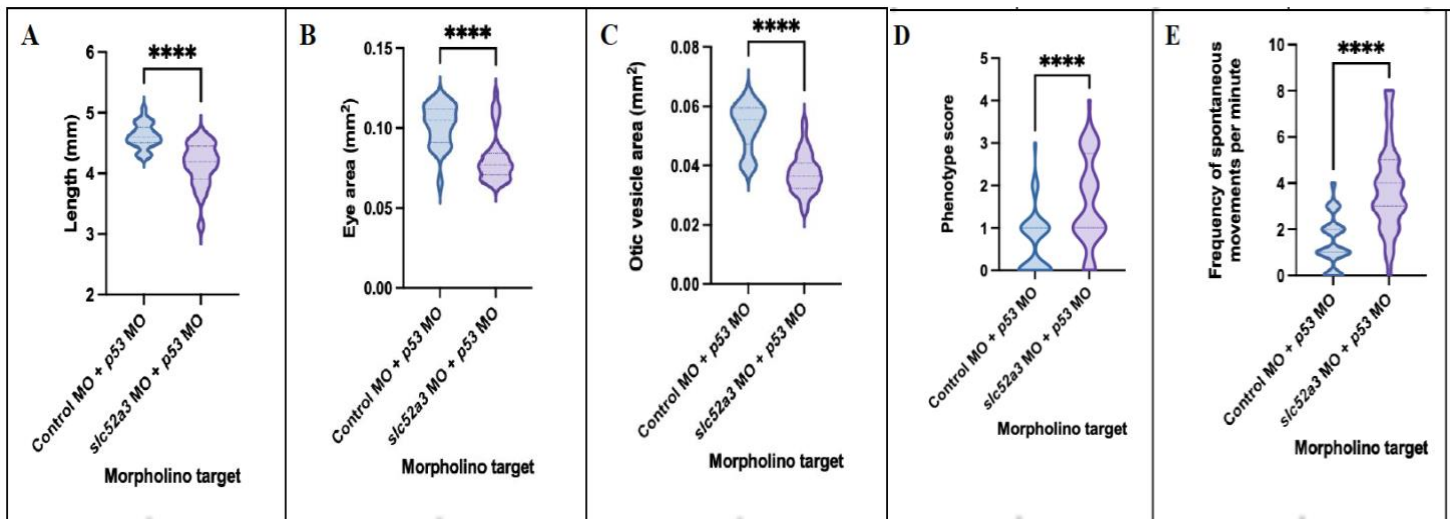 A
****
6
5
4
3
2
Length (mm)
Control MO + p53 MO
slc52a3 MO + p53 MO
Morpholino target
B
****
0.15
0.10
0.05
0.00
Eye area (mm²)
Control MO + p53 MO
slc52a3 MO + p53 MO
Morpholino target
C
****
0.08
0.06
0.04
0.02
0.00
Otic vesicle area (mm²)
Control MO + p53 MO
slc52a3 MO + p53 MO
Morpholino target
D
****
5
4
3
2
1
0
Phenotype score
Control MO + p53 MO
slc52a3 MO + p53 MO
Morpholino target
E
****
10
8
6
4
2
0
Frequency of spontaneous
movements per minute
Control MO + p53 MO
slc52a3 MO + p53 MO
Morpholino target